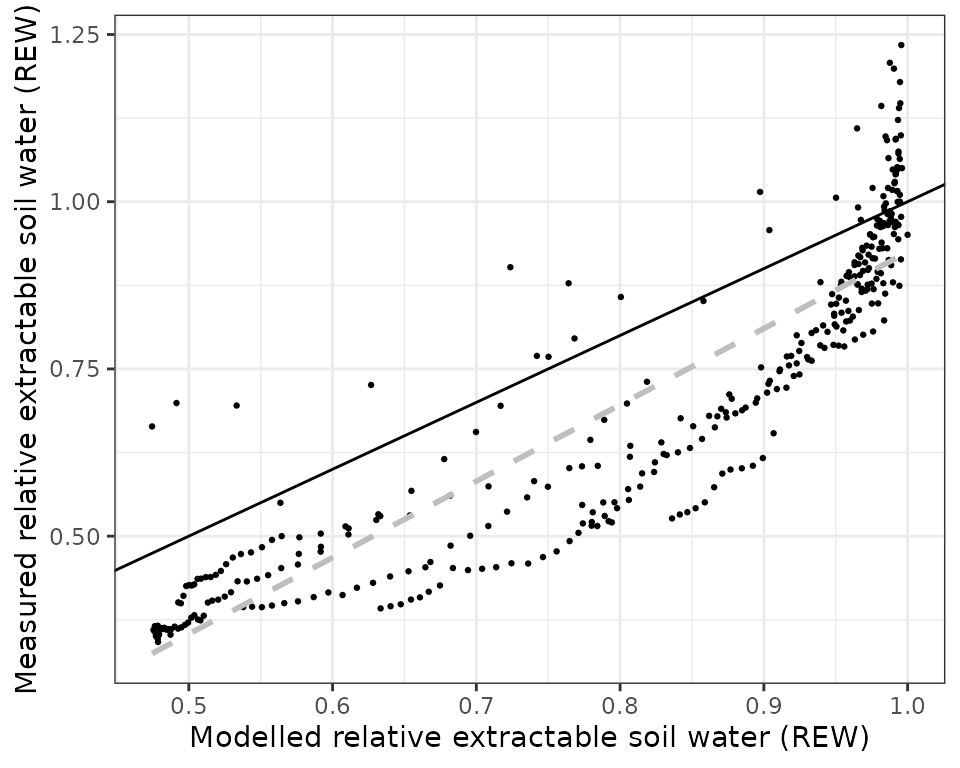 Measured relative extractable soil water (REW)
1.25
1.00
0.75
0.50
0.5 0.6 0.7 0.8 0.9 1.0
Modelled relative extractable soil water (REW)